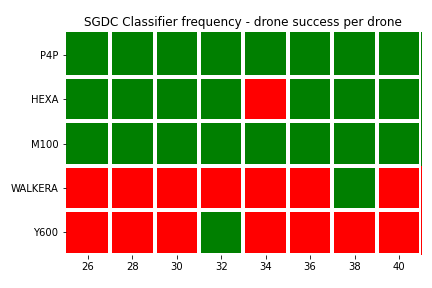 SGDC Classifier frequency - drone success per drone
P4P
HEXA
M100
WALKERA
Y600
26 28 30 32 34 36 38 40